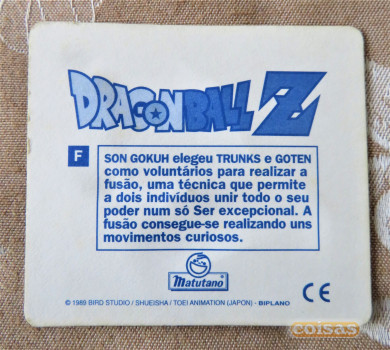 DRAGON BALL Z
F
SON GOKUH elegeu TRUNKS e GOTEN
como voluntários para realizar a
fusão, uma técnica que permite
a dois indivíduos unir todo o seu
poder num só Ser excepcional. A
fusão consegue-se realizando uns
movimentos curiosos.
Matutano
© 1989 BIRD STUDIO / SHUEISHA / TOEI ANIMATION (JAPON) - BIPLANO
CE
coisas